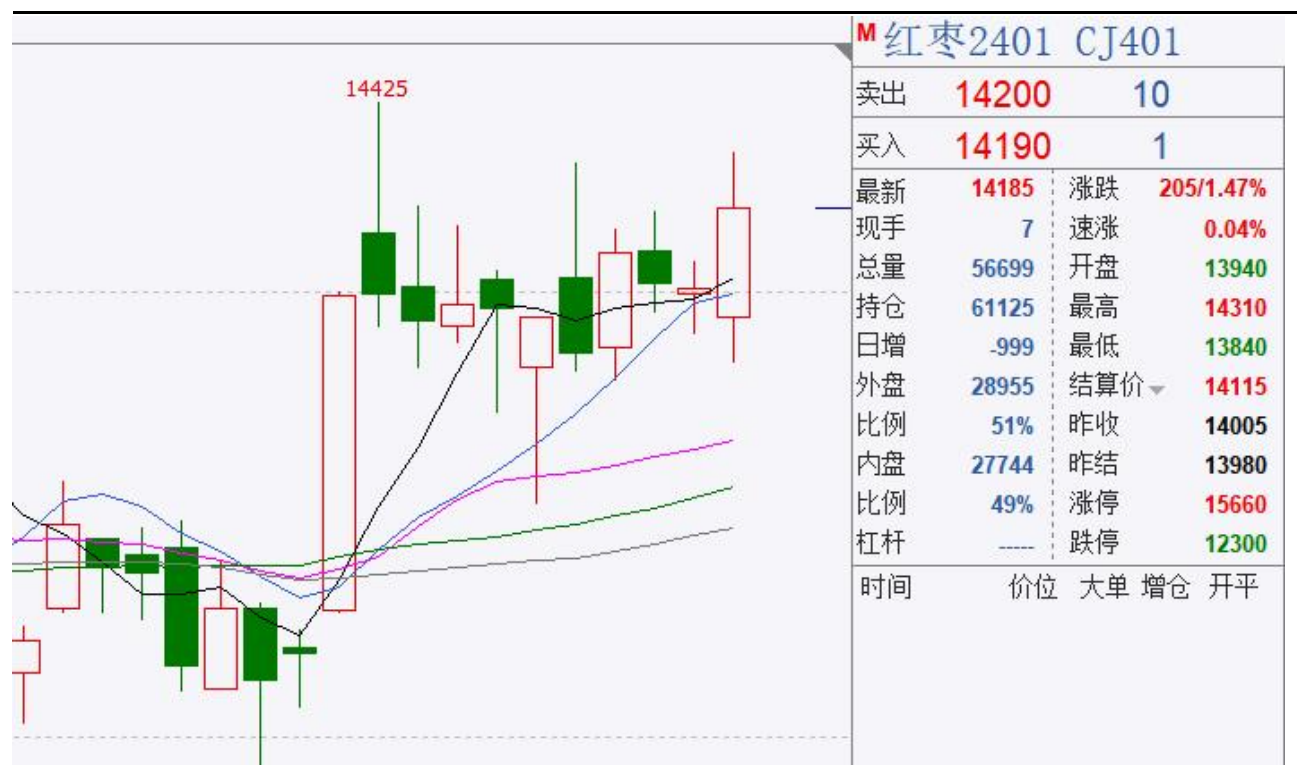 14425
M 红枣2401 CJ401
卖出 14200 10
买入 14190 1
最新 14185 涨跌 205/1.47%
现手 7 速涨 0.04%
总量 56699 开盘 13940
持仓 61125 最高 14310
日增 -999 最低 13840
外盘 28955 结算价 14115
比例 51% 昨收 14005
内盘 27744 昨结 13980
比例 49% 涨停 15660
杠杆 ----- 跌停 12300
时间 价位 大单 增仓 开平